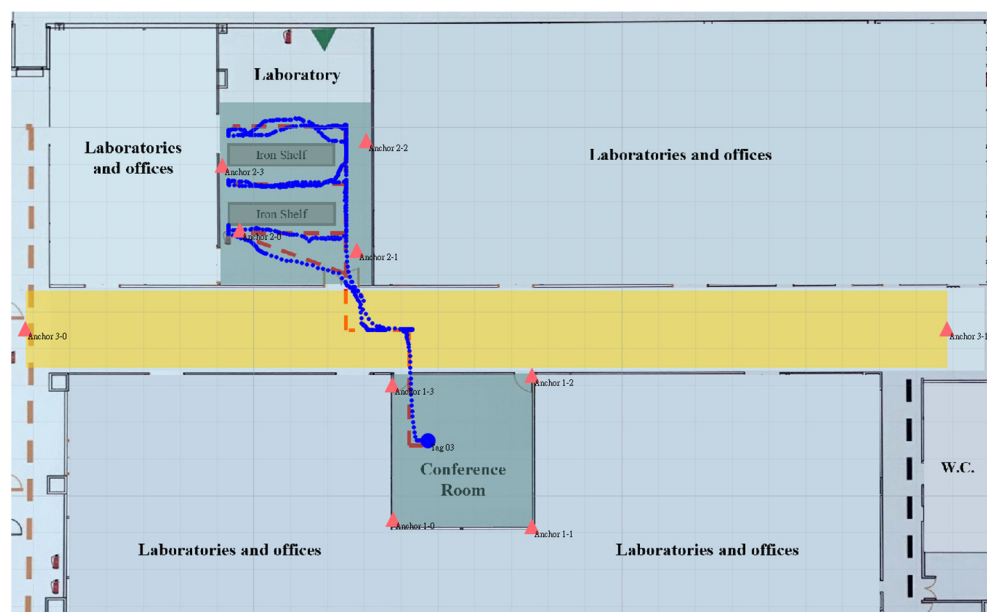 Laboratory
Laboratories
and offices
Iron Shelf
Anchor 2-2
Laboratories and offices
Anchor 2-3
Iron Shelf
Anchor 2-0
Anchor 2-1
Anchor 3-0
Anchor 3-1
Anchor 1-3
Anchor 1-2
Tag 03
Conference
Room
W.C.
Anchor 1-0
Anchor 1-1
Laboratories and offices
Laboratories and offices